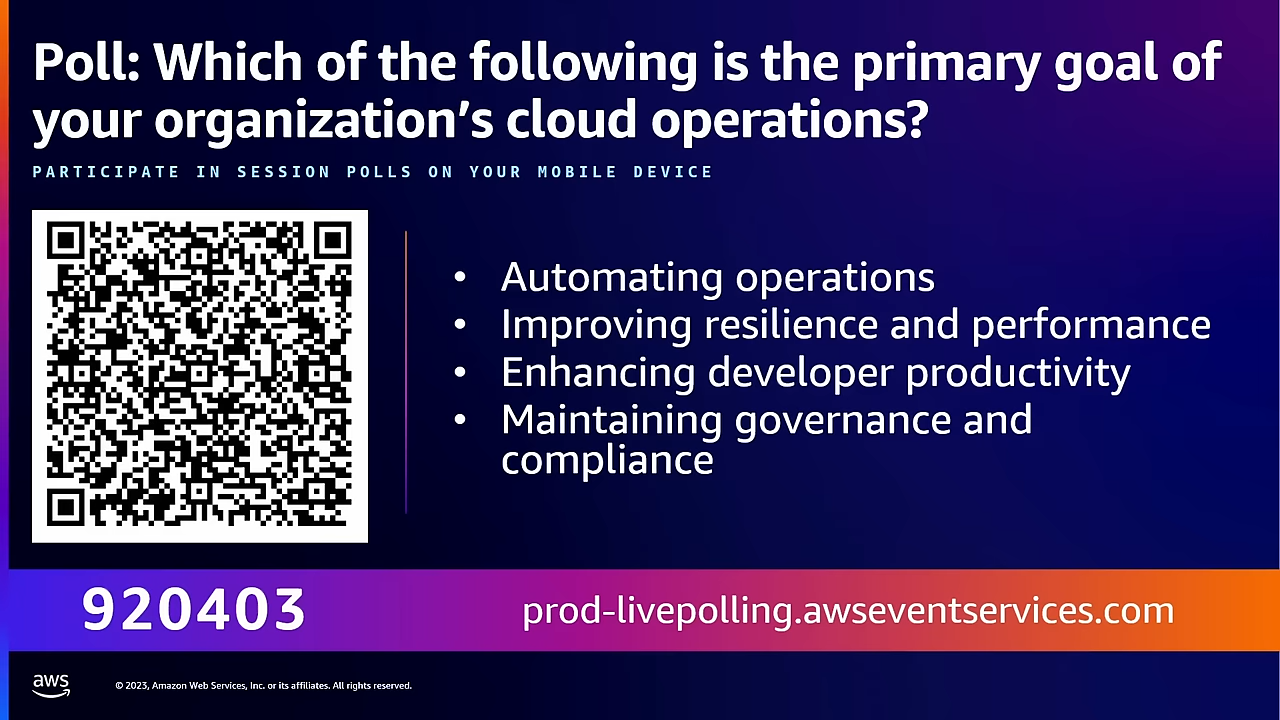 Poll: Which of the following is the primary goal of
your organization’s cloud operations?
PARTICIPATE IN SESSION POLLS ON YOUR MOBILE DEVICE
• Automating operations
• Improving resilience and performance
• Enhancing developer productivity
• Maintaining governance and
compliance
920403
prod-livepolling.awseventservices.com
aws
© 2023, Amazon Web Services, Inc. or its affiliates. All rights reserved.